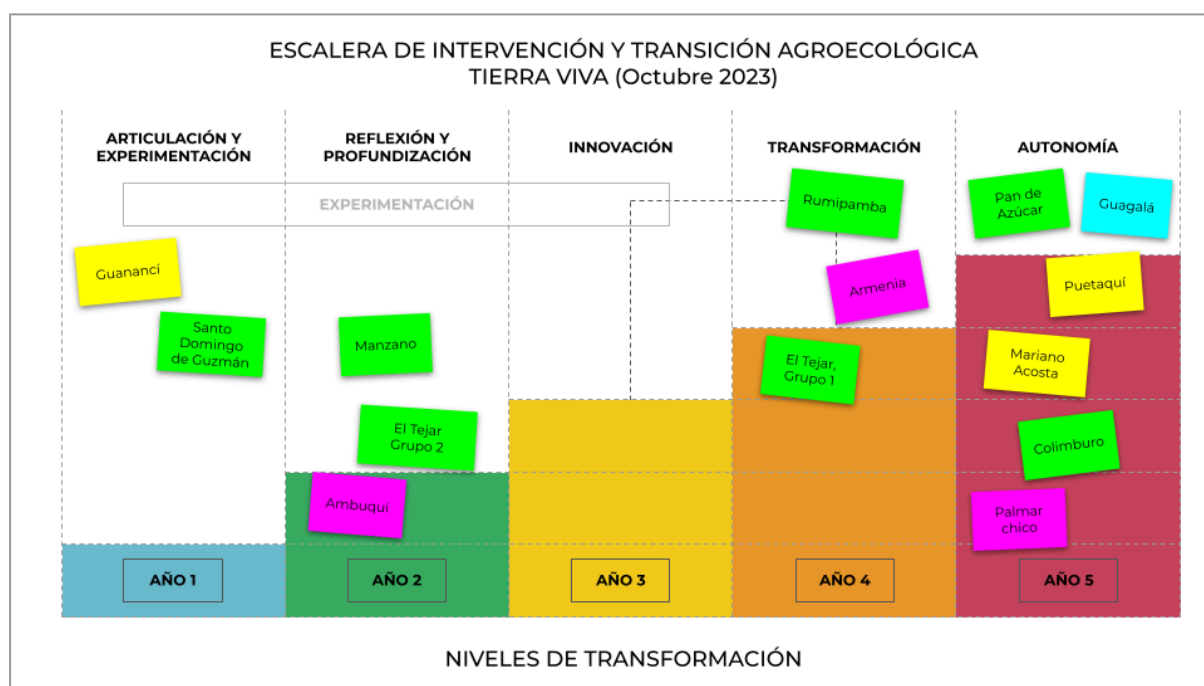 ESCALERA DE INTERVENCIÓN Y TRANSICIÓN AGROECOLÓGICA
TIERRA VIVA (Octubre 2023)
ARTICULACIÓN Y
EXPERIMENTACIÓN
REFLEXIÓN Y
PROFUNDIZACIÓN
INNOVACIÓN
TRANSFORMACIÓN
AUTONOMÍA
EXPERIMENTACIÓN
Guanancí
Santo
Domingo
de Guzmán
Manzano
El Tejar
Grupo 2
Ambuqui
Rumipamba
Armenia
El Tejar,
Grupo 1
Pan de
Azúcar
Guagalá
Puetaquí
Mariano
Acosta
Colimburo
Palmar
chico
AÑO 1
AÑO 2
AÑO 3
AÑO 4
AÑO 5
NIVELES DE TRANSFORMACIÓN